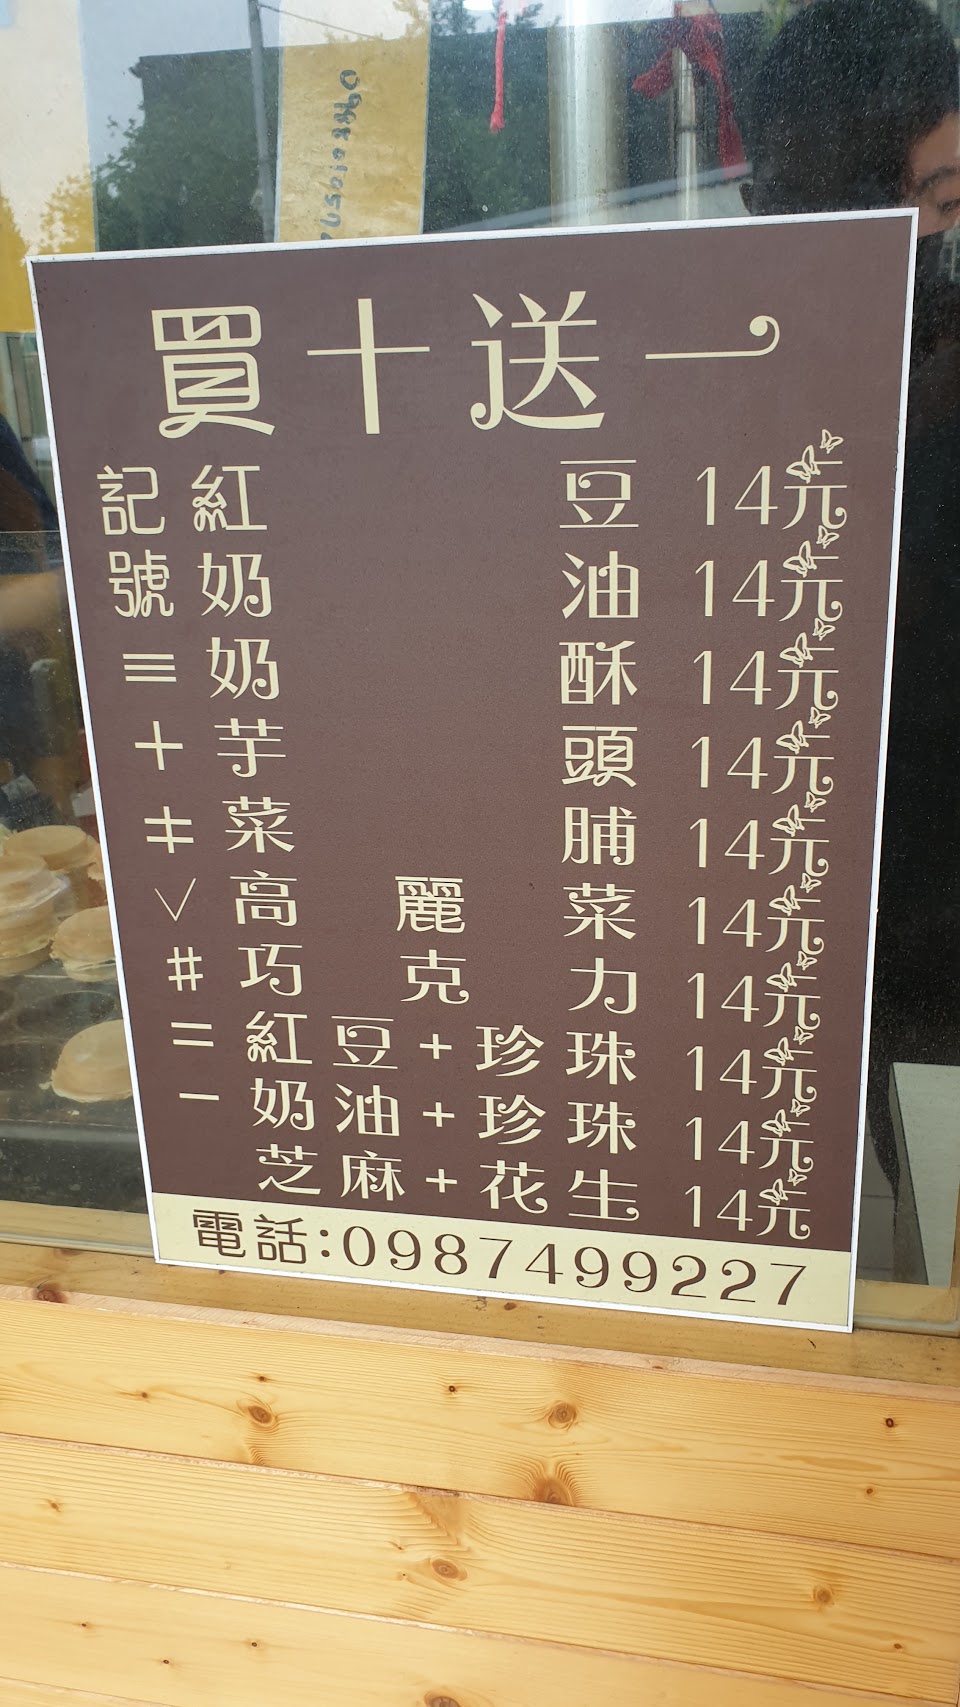 買十送一
記 紅豆 14元
號 奶油 14元
≡ 奶酥 14元
十 芋頭 14元
キ 菜脯 14元
∨ 高麗菜 14元
# 巧克力 14元
= 紅豆+珍珠 14元
− 奶油+珍珠 14元
芝麻+花生 14元
電話:0987499227